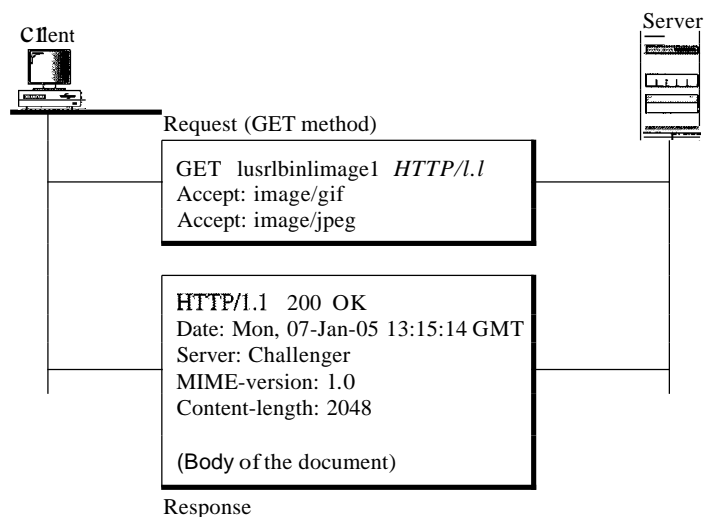 Client
Server
Request (GET method)
GET lusrlbinlimage1 HTTP/l.l
Accept: image/gif
Accept: image/jpeg
HTTP/1.1 200 OK
Date: Mon, 07-Jan-05 13:15:14 GMT
Server: Challenger
MIME-version: 1.0
Content-length: 2048
(Body of the document)
Response